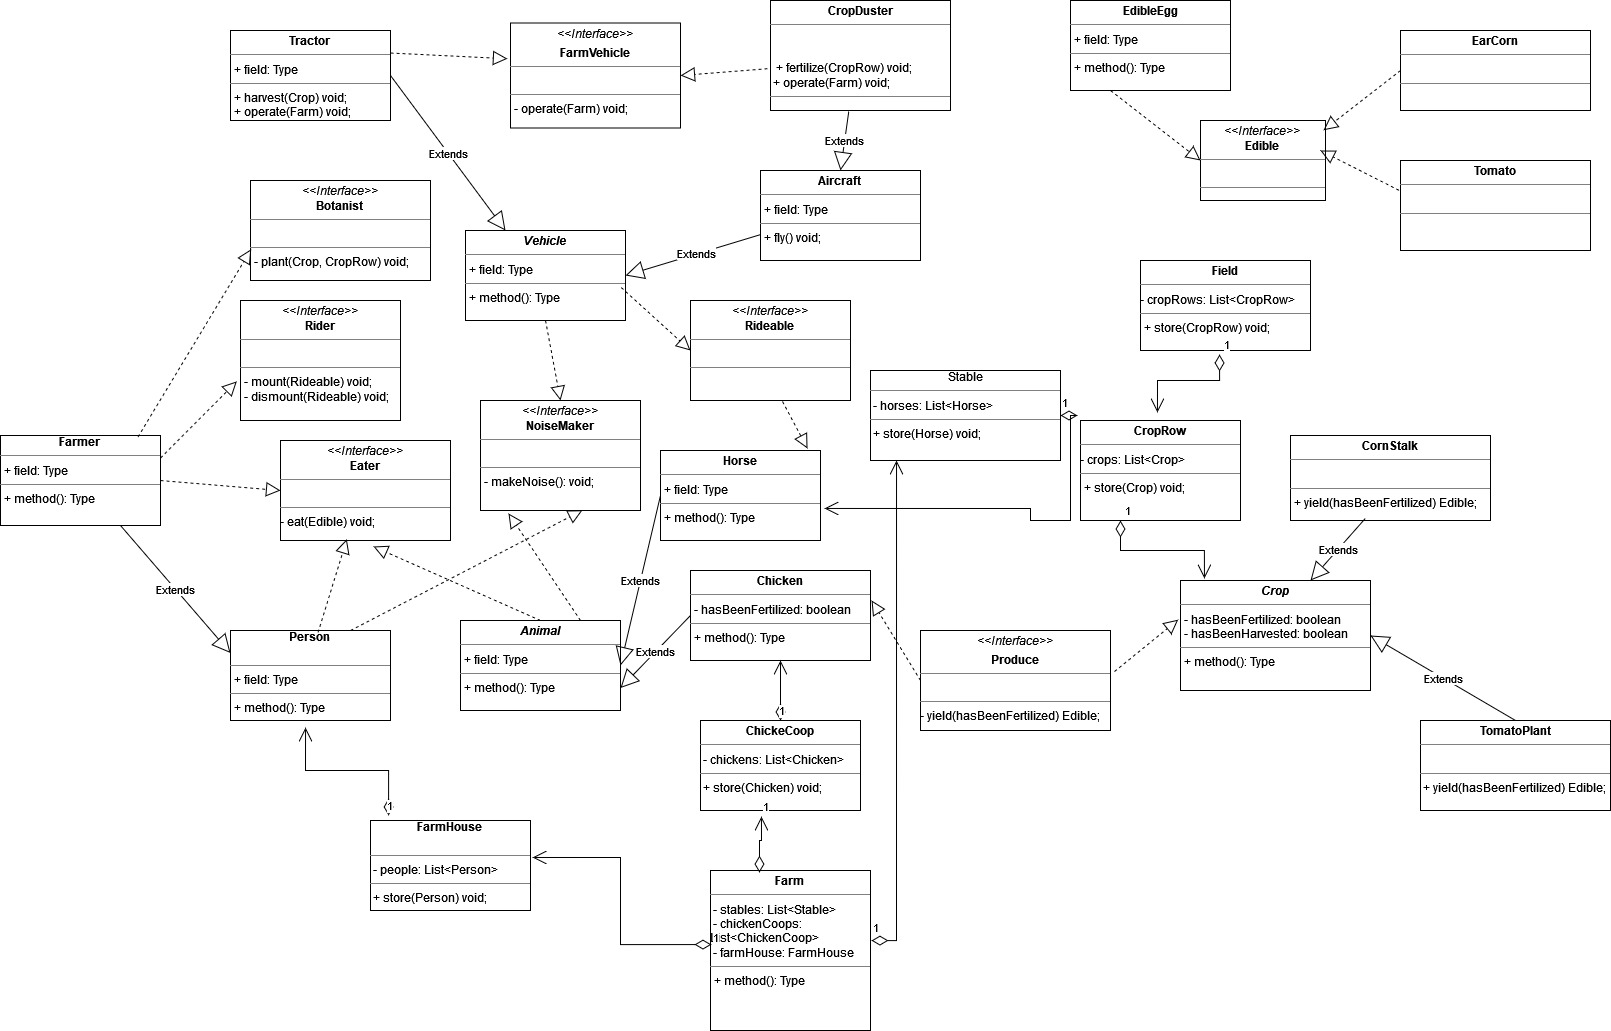 Tractor
+ field: Type
+ harvest(Crop) void;
+ operate(Farm) void;
<<Interface>>
FarmVehicle
- operate(Farm) void;
CropDuster
+ fertilize(CropRow) void;
+ operate(Farm) void;
EdibleEgg
+ field: Type
+ method(): Type
EarCorn
<<Interface>>
Edible
Tomato
Extends
Extends
Aircraft
+ field: Type
+ fly() void;
<<Interface>>
Botanist
- plant(Crop, CropRow) void;
Vehicle
+ field: Type
+ method(): Type
Extends
Field
- cropRows: List<CropRow>
+ store(CropRow) void;
1
<<Interface>>
Rider
- mount(Rideable) void;
- dismount(Rideable) void;
<<Interface>>
Rideable
Stable
- horses: List<Horse>
+ store(Horse) void;
1
<<Interface>>
NoiseMaker
- makeNoise(): void;
CropRow
- crops: List<Crop>
+ store(Crop) void;
1
Farmer
+ field: Type
+ method(): Type
<<Interface>>
Eater
- eat(Edible) void;
Horse
+ field: Type
+ method(): Type
CornStalk
+ yield(hasBeenFertilized) Edible;
Extends
Extends
Extends
Chicken
- hasBeenFertilized: boolean
+ method(): Type
Crop
- hasBeenFertilized: boolean
- hasBeenHarvested: boolean
+ method(): Type
Person
+ field: Type
+ method(): Type
Animal
+ field: Type
+ method(): Type
Extends
<<Interface>>
Produce
- yield(hasBeenFertilized) Edible;
Extends
1
ChickeCoop
- chickens: List<Chicken>
+ store(Chicken) void;
1
TomatoPlant
+ yield(hasBeenFertilized) Edible;
1
FarmHouse
- people: List<Person>
+ store(Person) void;
Farm
- stables: List<Stable>
- chickenCoops:
List<ChickenCoop>
- farmHouse: FarmHouse
+ method(): Type
1
1